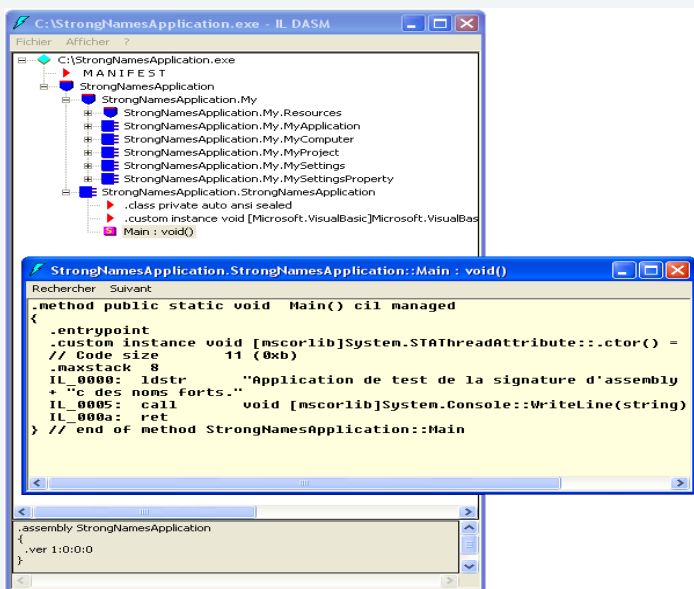 C:\StrongNamesApplication.exe - IL DASM
Fichier Afficher ?
C:\StrongNamesApplication.exe
M A N I F E S T
StrongNamesApplication
StrongNamesApplication.My
StrongNamesApplication.My.Resources
StrongNamesApplication.My.MyApplication
StrongNamesApplication.My.MyComputer
StrongNamesApplication.My.MyProject
StrongNamesApplication.My.MySettings
StrongNamesApplication.My.MySettingsProperty
StrongNamesApplication.StrongNamesApplication
.class private auto ansi sealed
.custom instance void [Microsoft.VisualBasic]Microsoft.VisualBas
S Main : void()
StrongNamesApplication.StrongNamesApplication::Main : void()
Rechercher Suivant
.method public static void Main() cil managed
{
.entrypoint
.custom instance void [mscorlib]System.STAThreadAttribute::.ctor() =
// Code size 11 (0xb)
.maxstack 8
IL_0000: ldstr "Application de test de la signature d'assembly
+ "c des noms forts."
IL_0005: call void [mscorlib]System.Console::WriteLine(string)
IL_000a: ret
} // end of method StrongNamesApplication::Main
.assembly StrongNamesApplication
{
.ver 1:0:0:0
}